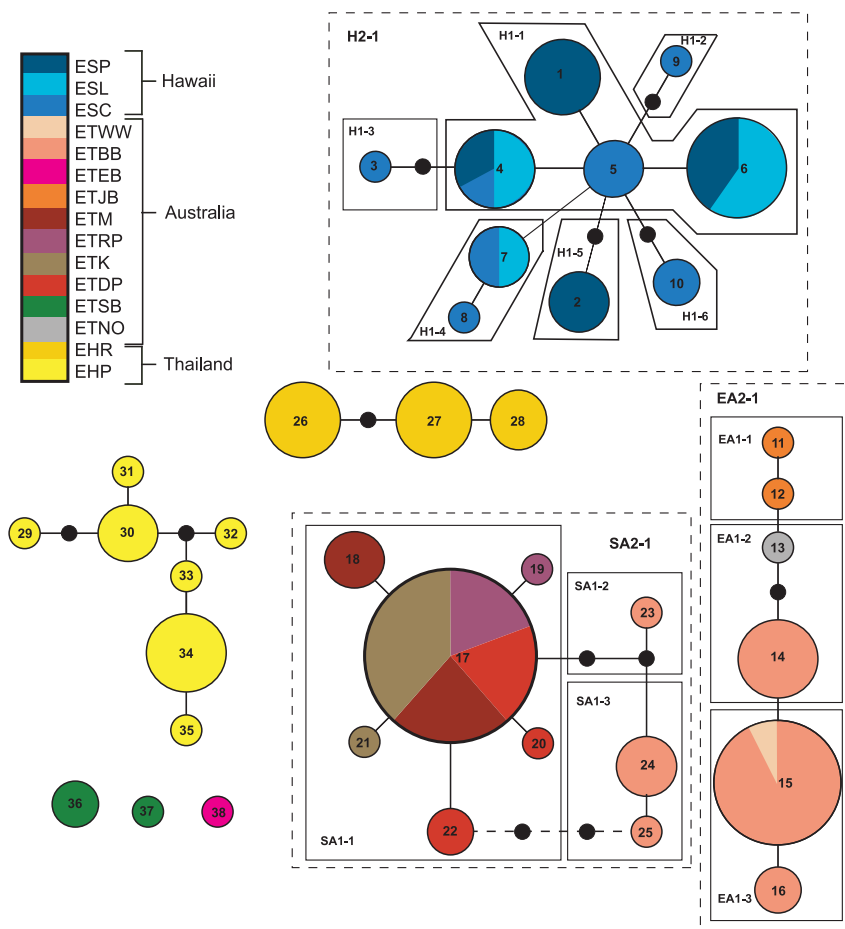 ESP
ESL
ESC
ETWW
ETBB
ETEB
ETJB
ETM
ETRP
ETK
ETDP
ETSB
ETNO
EHR
EHP
Hawaii
Australia
Thailand
H2-1
H1-1
H1-2
H1-3
H1-4
H1-5
H1-6
1
9
3
4
5
6
7
8
2
10
26
27
28
31
29
30
32
33
34
35
36
37
38
SA2-1
SA1-1
SA1-2
SA1-3
18
19
17
21
20
22
23
24
25
EA2-1
EA1-1
11
12
EA1-2
13
14
15
EA1-3
16